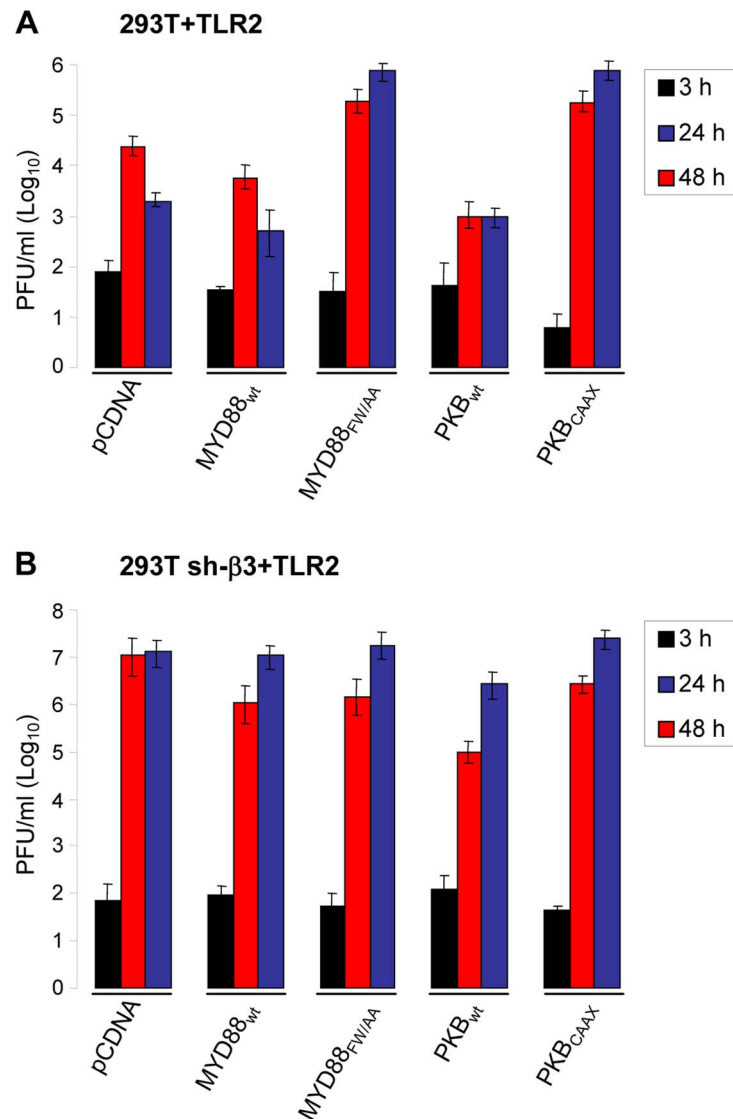 A 293T+TLR2
6
5
4
3
2
1
0
PFU/ml (Log10)
3 h
24 h
48 h
pCDNA
MYD88wt
MYD88FW/AA
PKBwt
PKBCAAX
B 293T sh-β3+TLR2
8
7
6
5
4
3
2
1
0
PFU/ml (Log10)
3 h
24 h
48 h
pCDNA
MYD88wt
MYD88FW/AA
PKBwt
PKBCAAX